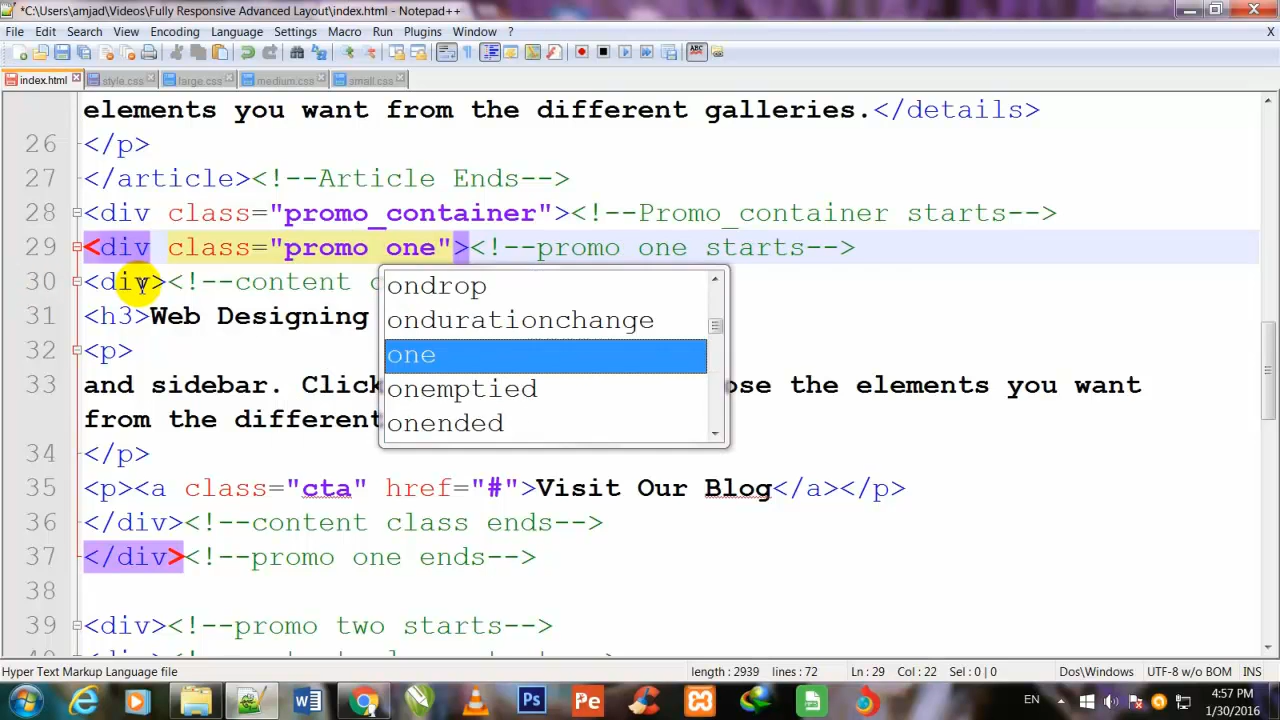 *C:\Users\amjad\Videos\Fully Responsive Advanced Layout\index.html - Notepad++
File Edit Search View Encoding Language Settings Macro Run Plugins Window ? X
index.html style.css large.css medium.css small.css
elements you want from the different galleries.</details>
26 </p>
27 </article><!--Article Ends-->
28 <div class="promo_container"><!--Promo_container starts-->
29 <div class="promo one"><!--promo one starts-->
30 <div><!--content
ondrop
31 <h3>Web Designing
ondurationchange
32 <p>
one
33 and sidebar. Click ose the elements you want
onemptied
from the different
onended
34 </p>
35 <p><a class="cta" href="#">Visit Our Blog</a></p>
36 </div><!--content class ends-->
37 </div><!--promo one ends-->
38
39 <div><!--promo two starts-->
Hyper Text Markup Language file length : 2939 lines : 72 Ln : 29 Col : 22 Sel : 0 | 0 Dos\Windows UTF-8 w/o BOM INS
EN 4:57 PM
1/30/2016